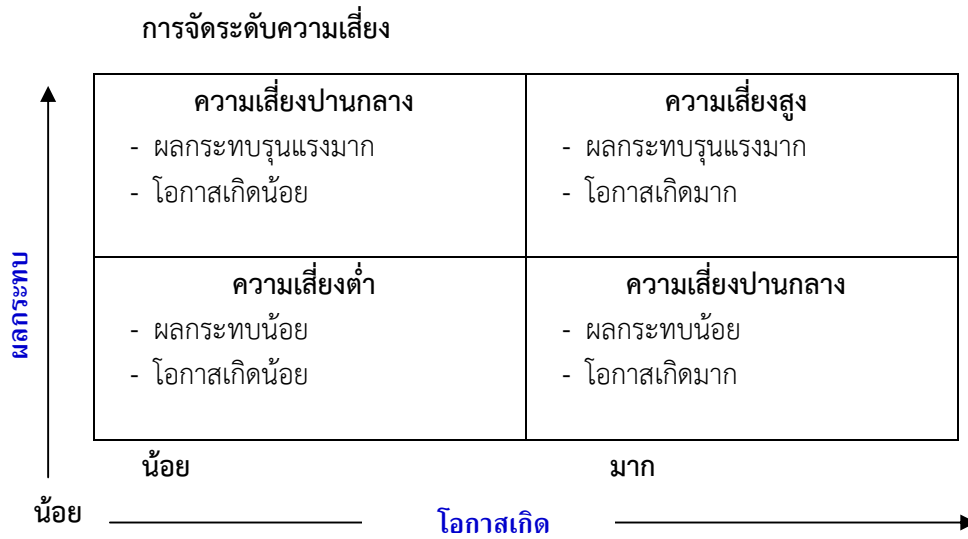 การจัดระดับความเสี่ยง
ความเสี่ยงปานกลาง
- ผลกระทบรุนแรงมาก
- โอกาสเกิดน้อย
ความเสี่ยงสูง
- ผลกระทบรุนแรงมาก
- โอกาสเกิดมาก
ผลกระทบ
ความเสี่ยงต่ำ
- ผลกระทบน้อย
- โอกาสเกิดน้อย
ความเสี่ยงปานกลาง
- ผลกระทบน้อย
- โอกาสเกิดมาก
น้อย
มาก
น้อย
โอกาสเกิด